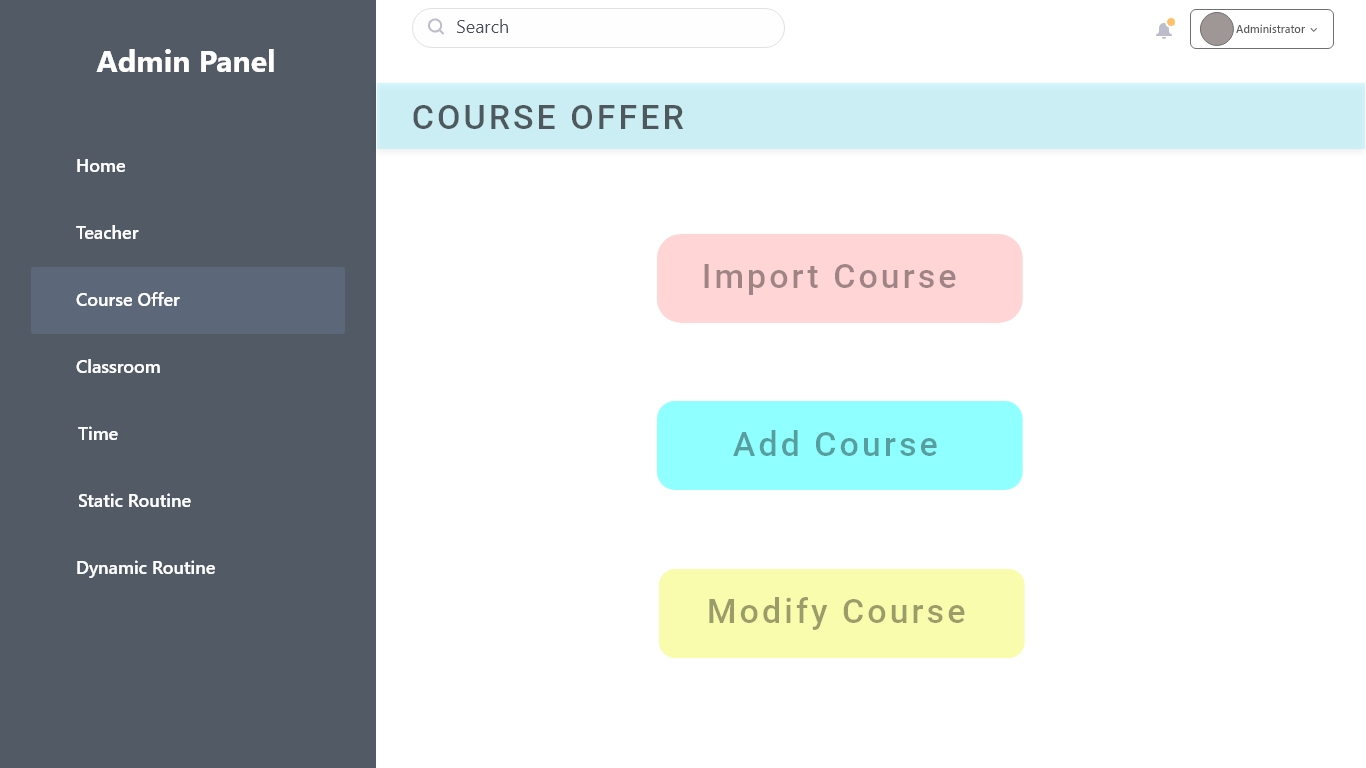 Admin Panel
Home
Teacher
Course Offer
Classroom
Time
Static Routine
Dynamic Routine
Search
Administrator
COURSE OFFER
Import Course
Add Course
Modify Course